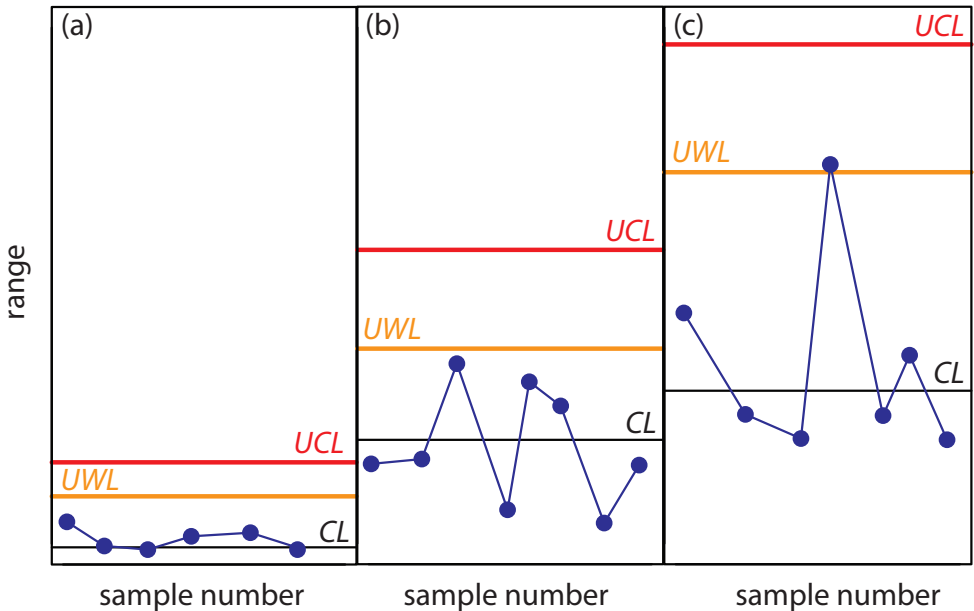 range
(a)
UCL
UWL
CL
sample number
(b)
UCL
UWL
CL
sample number
(c)
UCL
UWL
CL
sample number